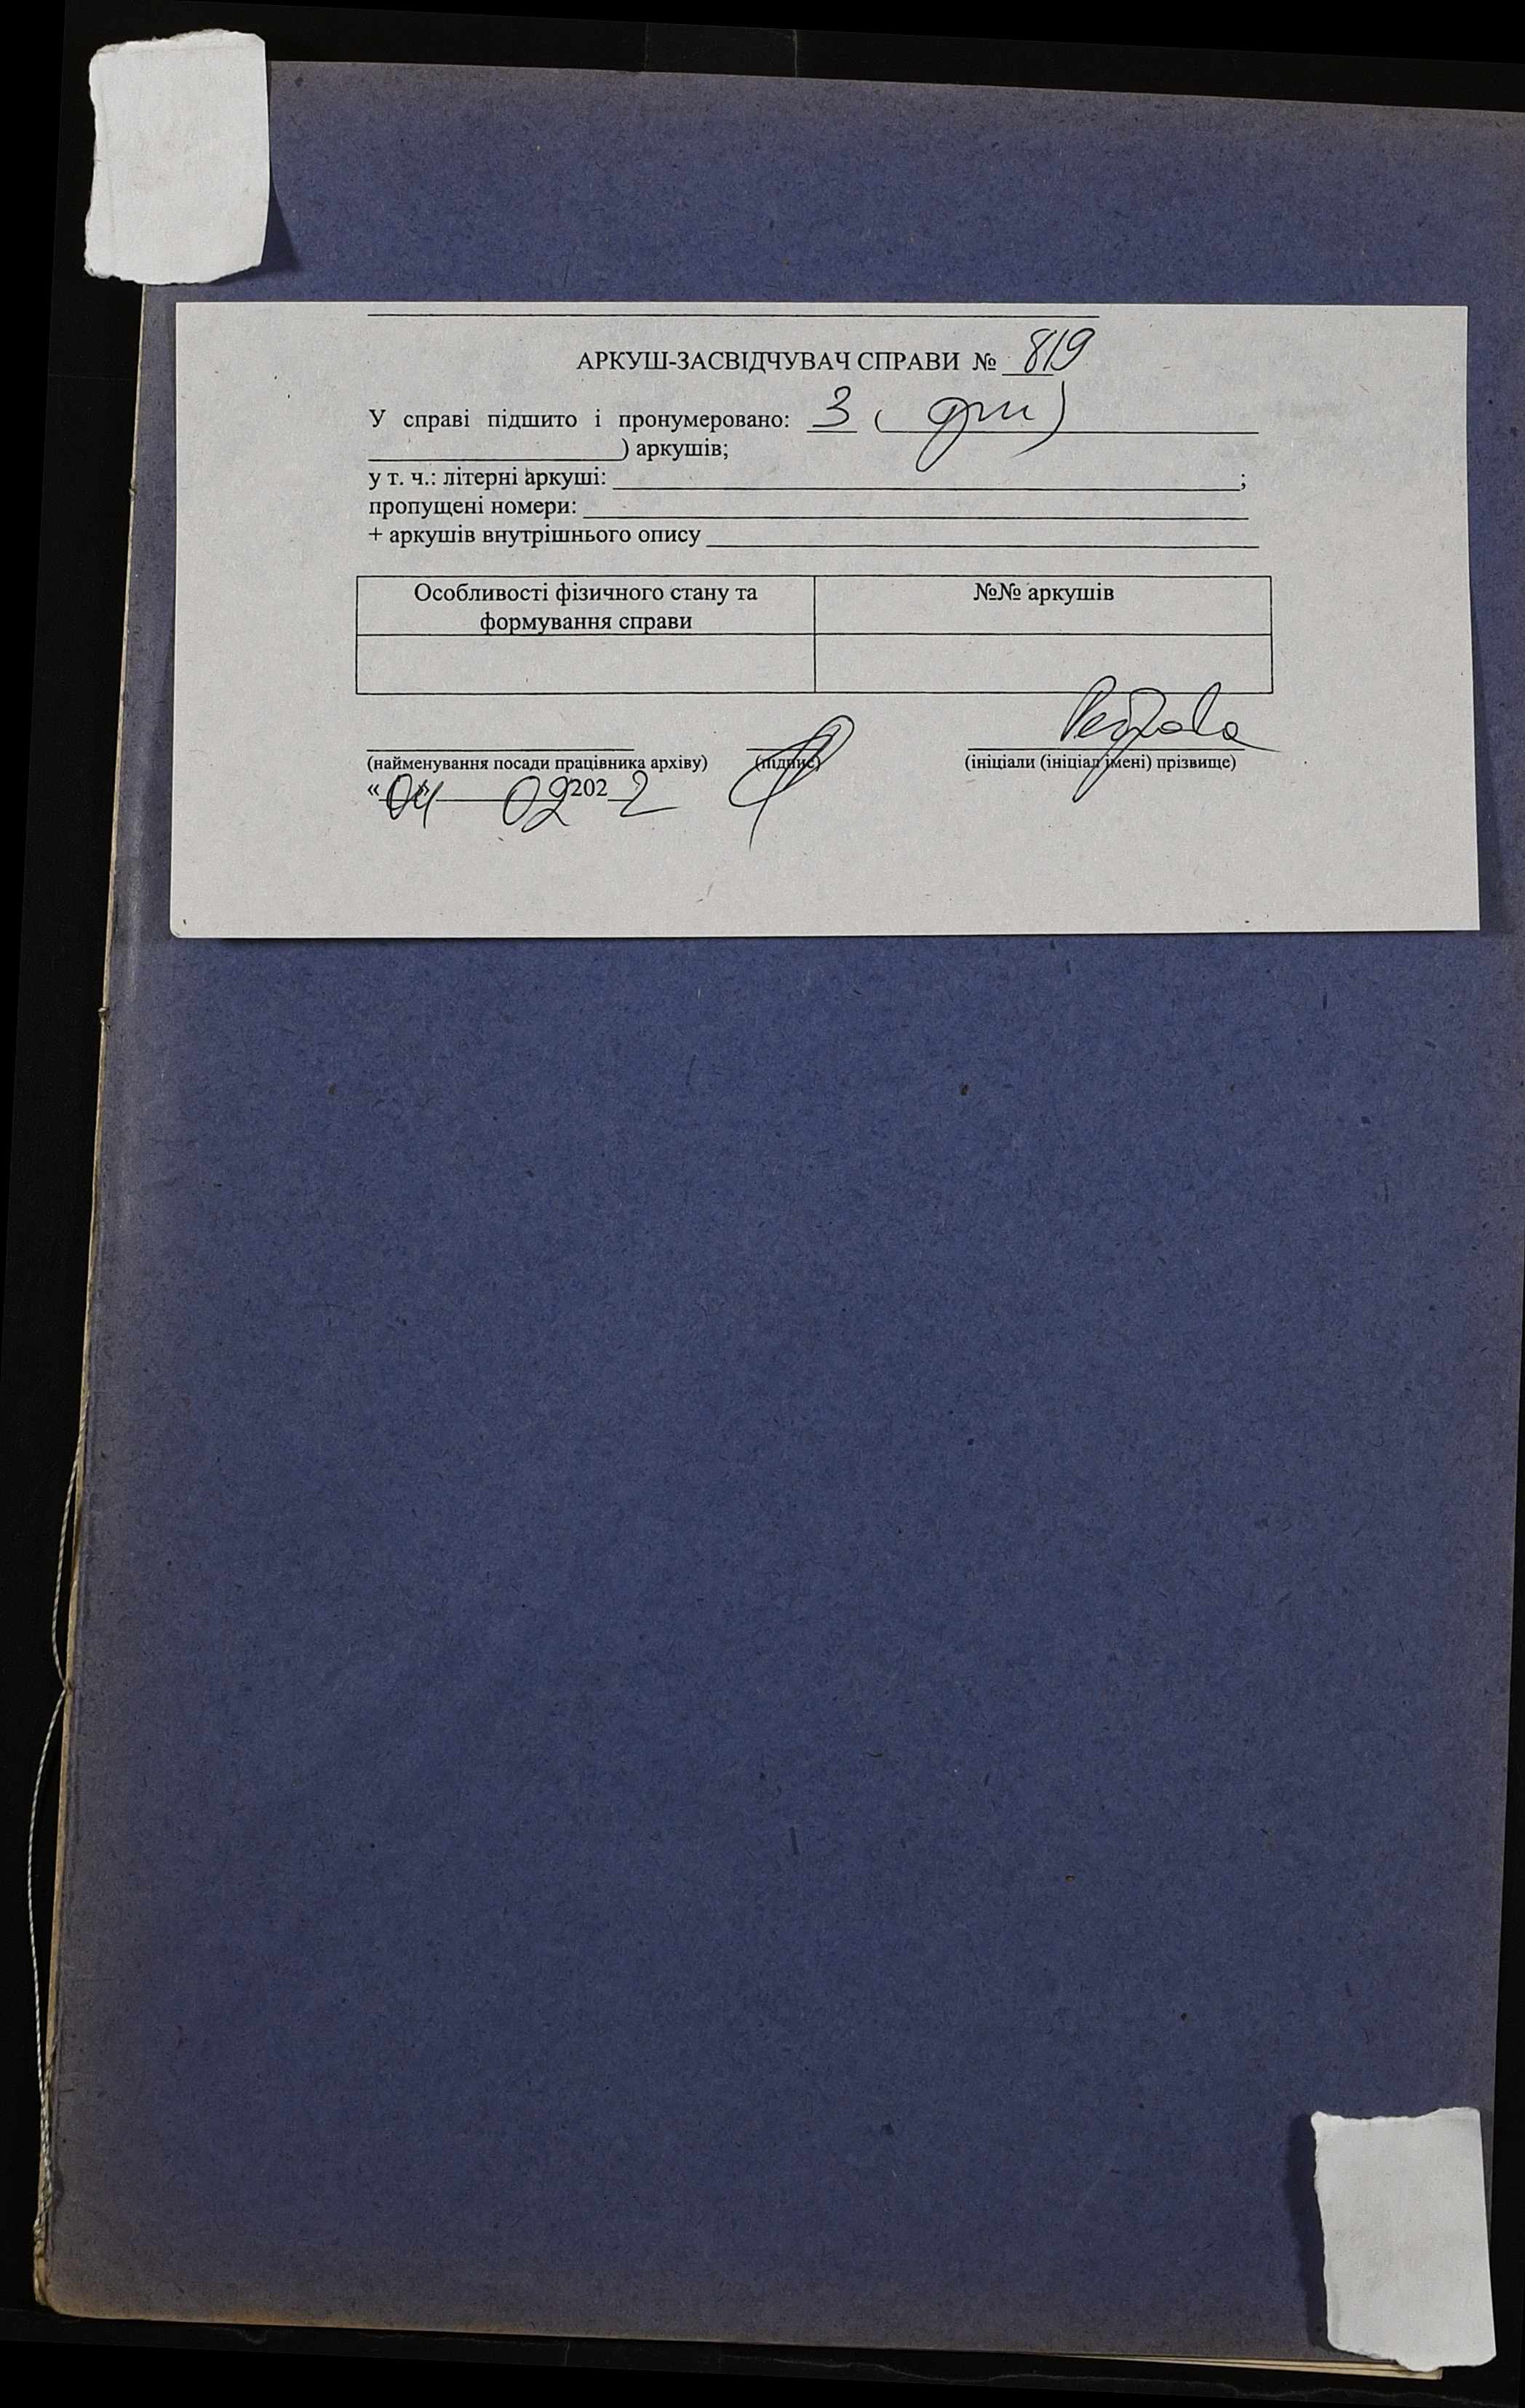 АРКУШ-ЗАСВІДЧУВАЧ СПРАВИ № 819
У справі підшито і пронумеровано: 3 ( три )
) аркушів;
у т. ч.: літерні аркуші: ;
пропущені номери:
+ аркушів внутрішнього опису
Особливості фізичного стану та
формування справи
№№ аркушів
(найменування посади працівника архіву) (підпис) (ініціали (ініціал імені) прізвище)
«04» 02 2022